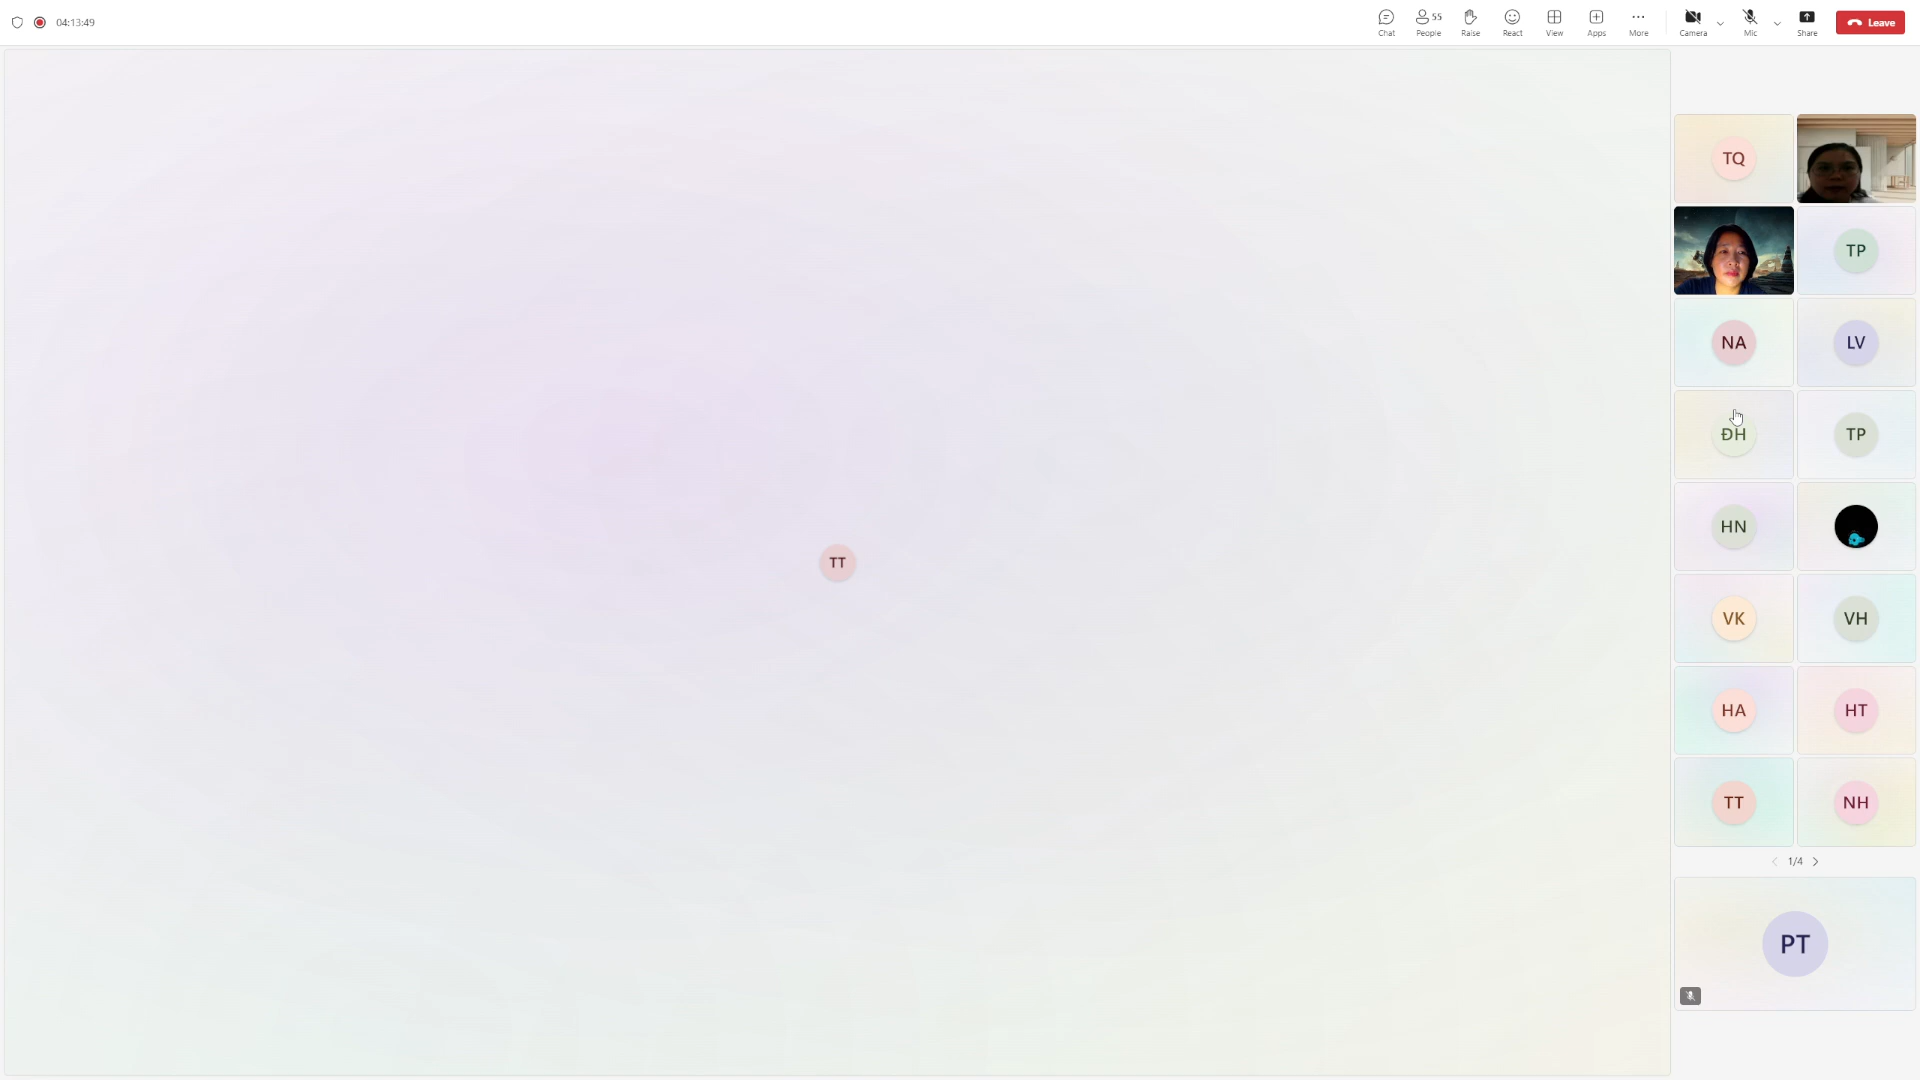 04:13:49
Chat
55
People
Raise
React
View
Apps
More
Camera
Mic
Share
Leave
TQ
TP
NA
LV
ĐH
TP
HN
TT
VK
VH
HA
HT
TT
NH
1/4
PT